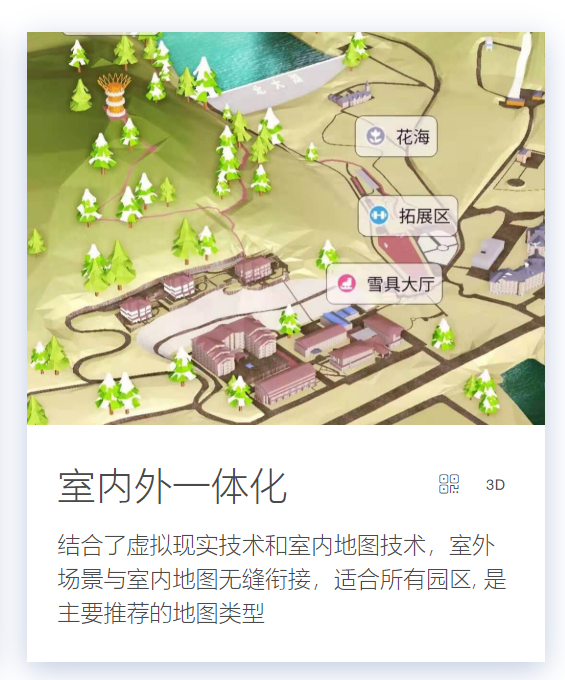 花海
拓展区
雪具大厅
室内外一体化
3D
结合了虚拟现实技术和室内地图技术，室外
场景与室内地图无缝衔接，适合所有园区, 是
主要推荐的地图类型